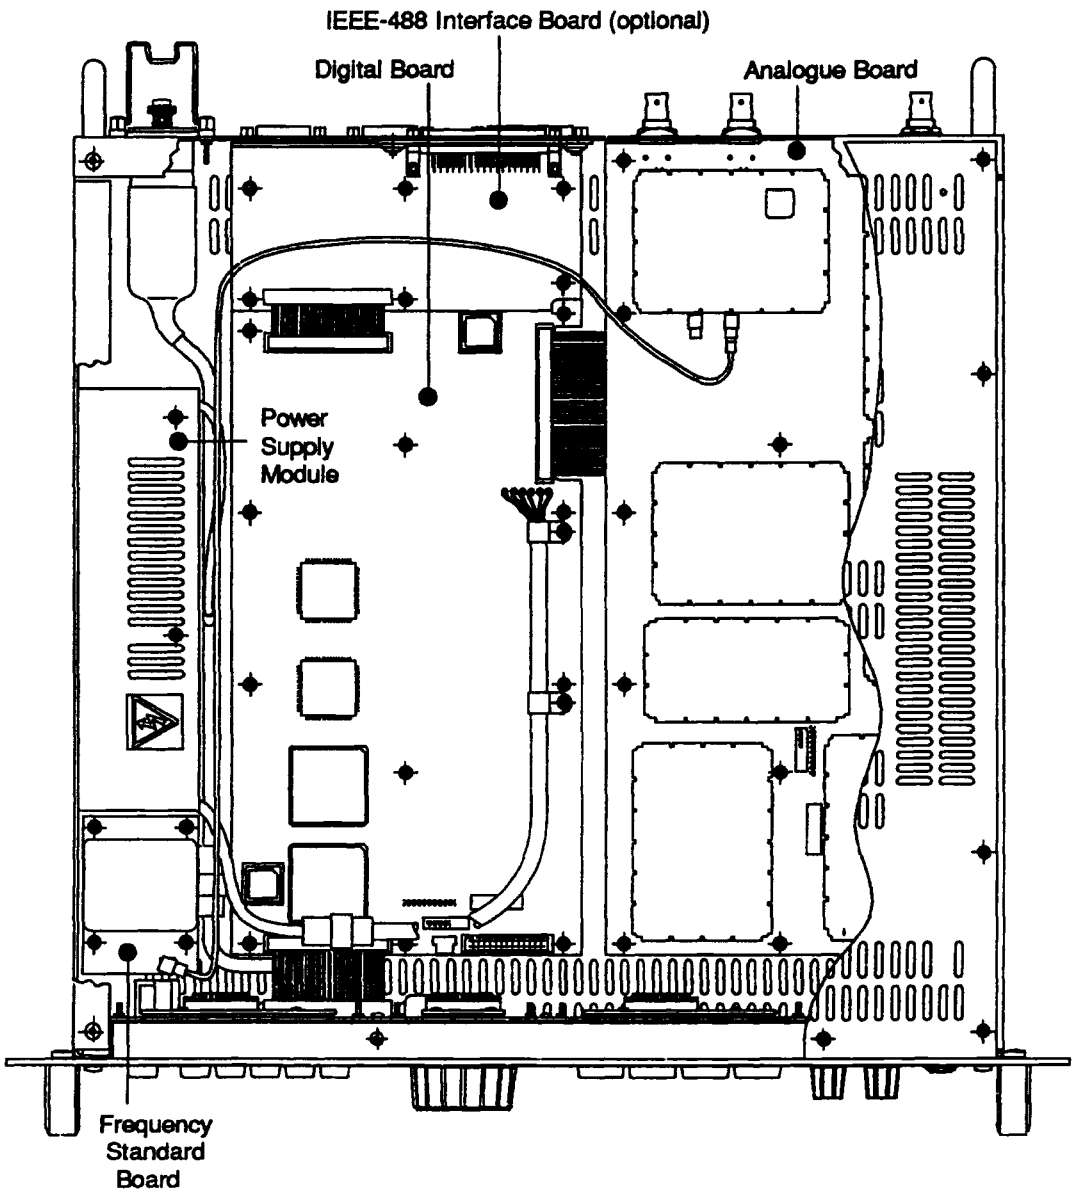 IEEE-488 Interface Board (optional)
Digital Board
Analogue Board
Power
Supply
Module
Frequency
Standard
Board